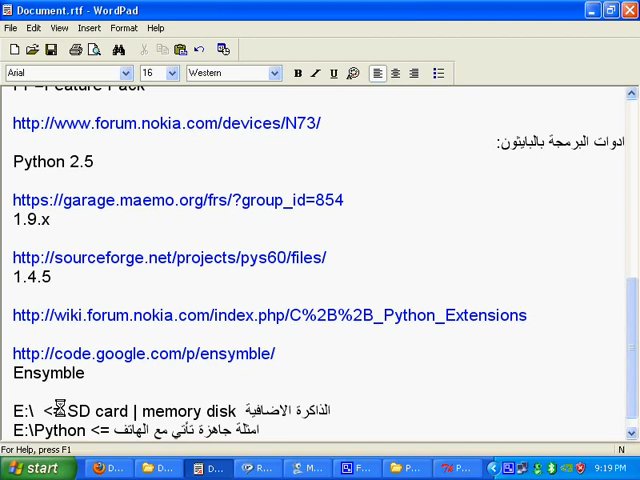 Document.rtf - WordPad
File Edit View Insert Format Help
Arial 16 Western
FP =Feature Pack
http://www.forum.nokia.com/devices/N73/
ادوات البرمجة بالبايثون:
Python 2.5
https://garage.maemo.org/frs/?group_id=854
1.9.x
http://sourceforge.net/projects/pys60/files/
1.4.5
http://wiki.forum.nokia.com/index.php/C%2B%2B_Python_Extensions
http://code.google.com/p/ensymble/
Ensymble
E:\ <= SD card | memory disk الذاكرة الاضافية
E:\Python <= امثلة جاهزة تأتي مع الهاتف
For Help, press F1 N
start D... D... D... R... M... F... P... P... 9:19 PM